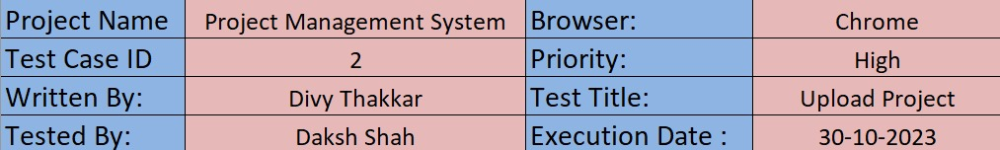 Project Name Project Management System Browser: Chrome
Test Case ID 2 Priority: High
Written By: Divy Thakkar Test Title: Upload Project
Tested By: Daksh Shah Execution Date : 30-10-2023